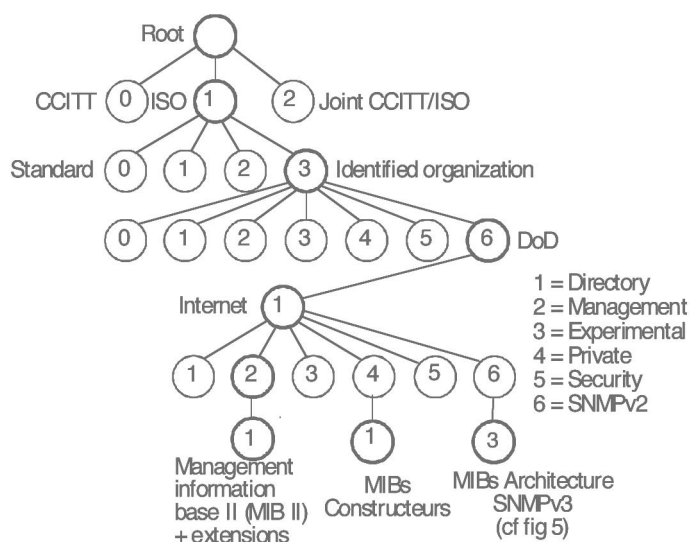 Root
CCITT 0 ISO 1 2 Joint CCITT/ISO
Standard 0 1 2 3 Identified organization
0 1 2 3 4 5 6 DoD
Internet 1
1 = Directory
2 = Management
3 = Experimental
4 = Private
5 = Security
6 = SNMPv2
1 2 3 4 5 6
1 1 3
Management
information
base II (MIB II)
+ extensions
MIBs
Constructeurs
MIBs Architecture
SNMPv3
(cf fig 5)